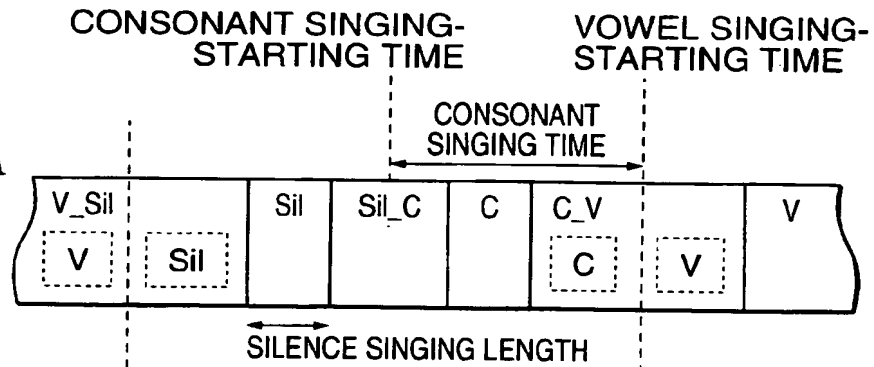 CONSONANT SINGING-
STARTING TIME
VOWEL SINGING-
STARTING TIME
CONSONANT
SINGING TIME
V_Sil Sil Sil_C C C_V V
V Sil C V
SILENCE SINGING LENGTH